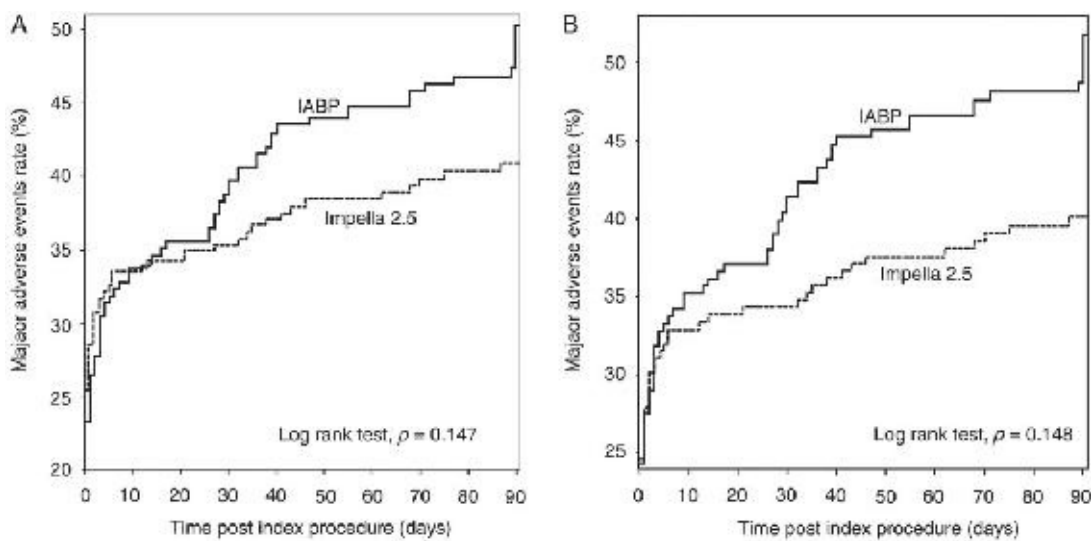 A
Majaor adverse events rate (%)
50
45
40
35
30
25
20
IABP
Impella 2.5
Log rank test, p = 0.147
0 10 20 30 40 50 60 70 80 90
Time post index procedure (days)
B
Major adverse events rate (%)
50
45
40
35
30
25
IABP
Impella 2.5
Log rank test, p = 0.148
0 10 20 30 40 50 60 70 80 90
Time post index procedure (days)